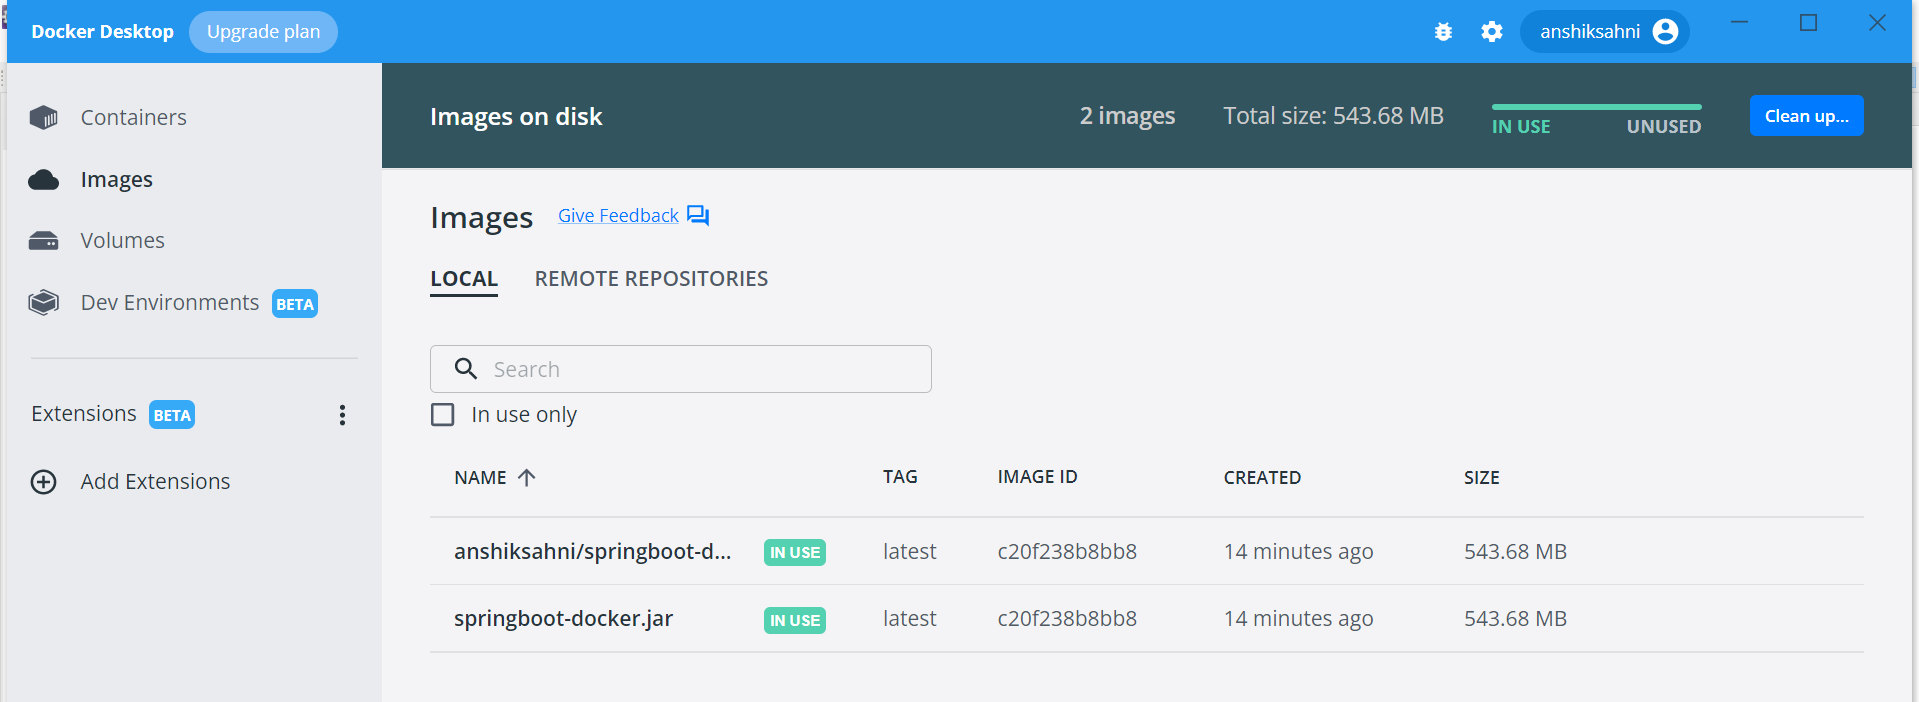 Docker Desktop Upgrade plan anshiksahni
Containers
Images
Volumes
Dev Environments BETA
Extensions BETA
Add Extensions
Images on disk 2 images Total size: 543.68 MB IN USE UNUSED Clean up...
Images Give Feedback
LOCAL REMOTE REPOSITORIES
Search
In use only
NAME TAG IMAGE ID CREATED SIZE
anshiksahni/springboot-d... IN USE latest c20f238b8bb8 14 minutes ago 543.68 MB
springboot-docker.jar IN USE latest c20f238b8bb8 14 minutes ago 543.68 MB